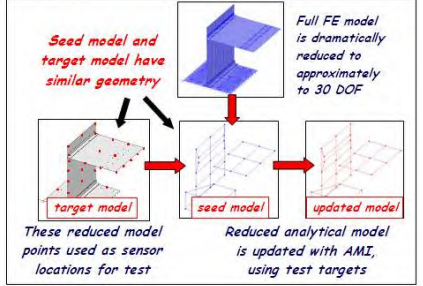 Seed model and
target model have
similar geometry
Full FE model
is dramatically
reduced to
approximately
to 30 DOF
target model
seed model
updated model
These reduced model
points used as sensor
locations for test
Reduced analytical model
is updated with AMI,
using test targets